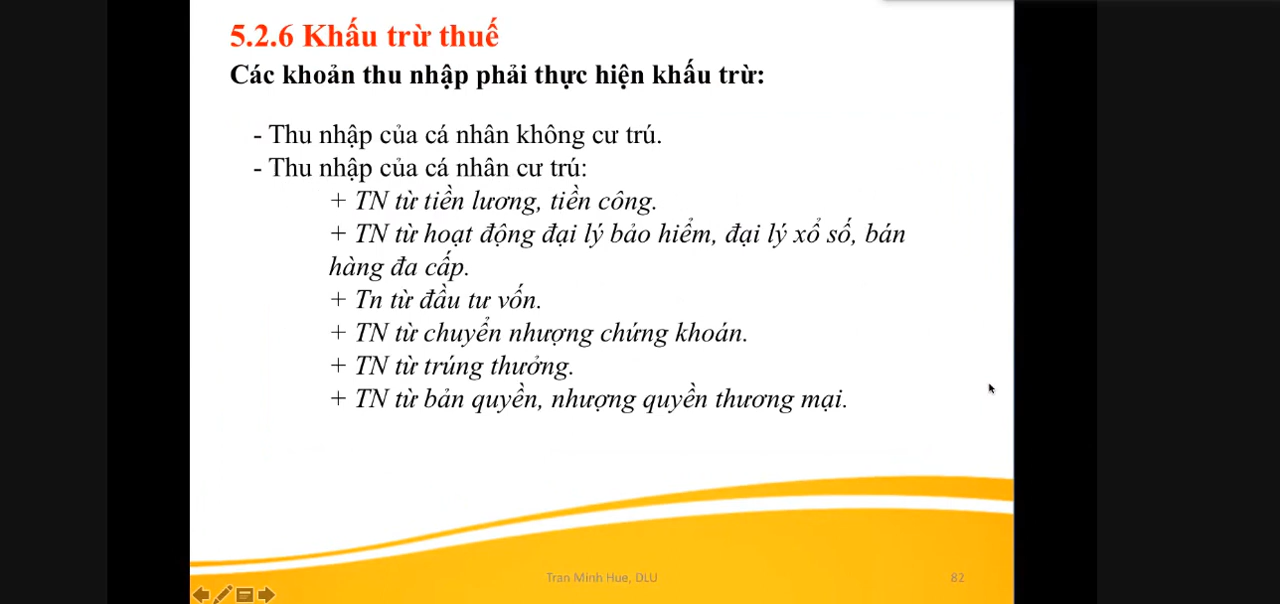 5.2.6 Khấu trừ thuế
Các khoản thu nhập phải thực hiện khấu trừ:
- Thu nhập của cá nhân không cư trú.
- Thu nhập của cá nhân cư trú:
+ TN từ tiền lương, tiền công.
+ TN từ hoạt động đại lý bảo hiểm, đại lý xổ số, bán
hàng đa cấp.
+ Tn từ đầu tư vốn.
+ TN từ chuyển nhượng chứng khoán.
+ TN từ trúng thưởng.
+ TN từ bản quyền, nhượng quyền thương mại.
Tran Minh Hue, DLU
82